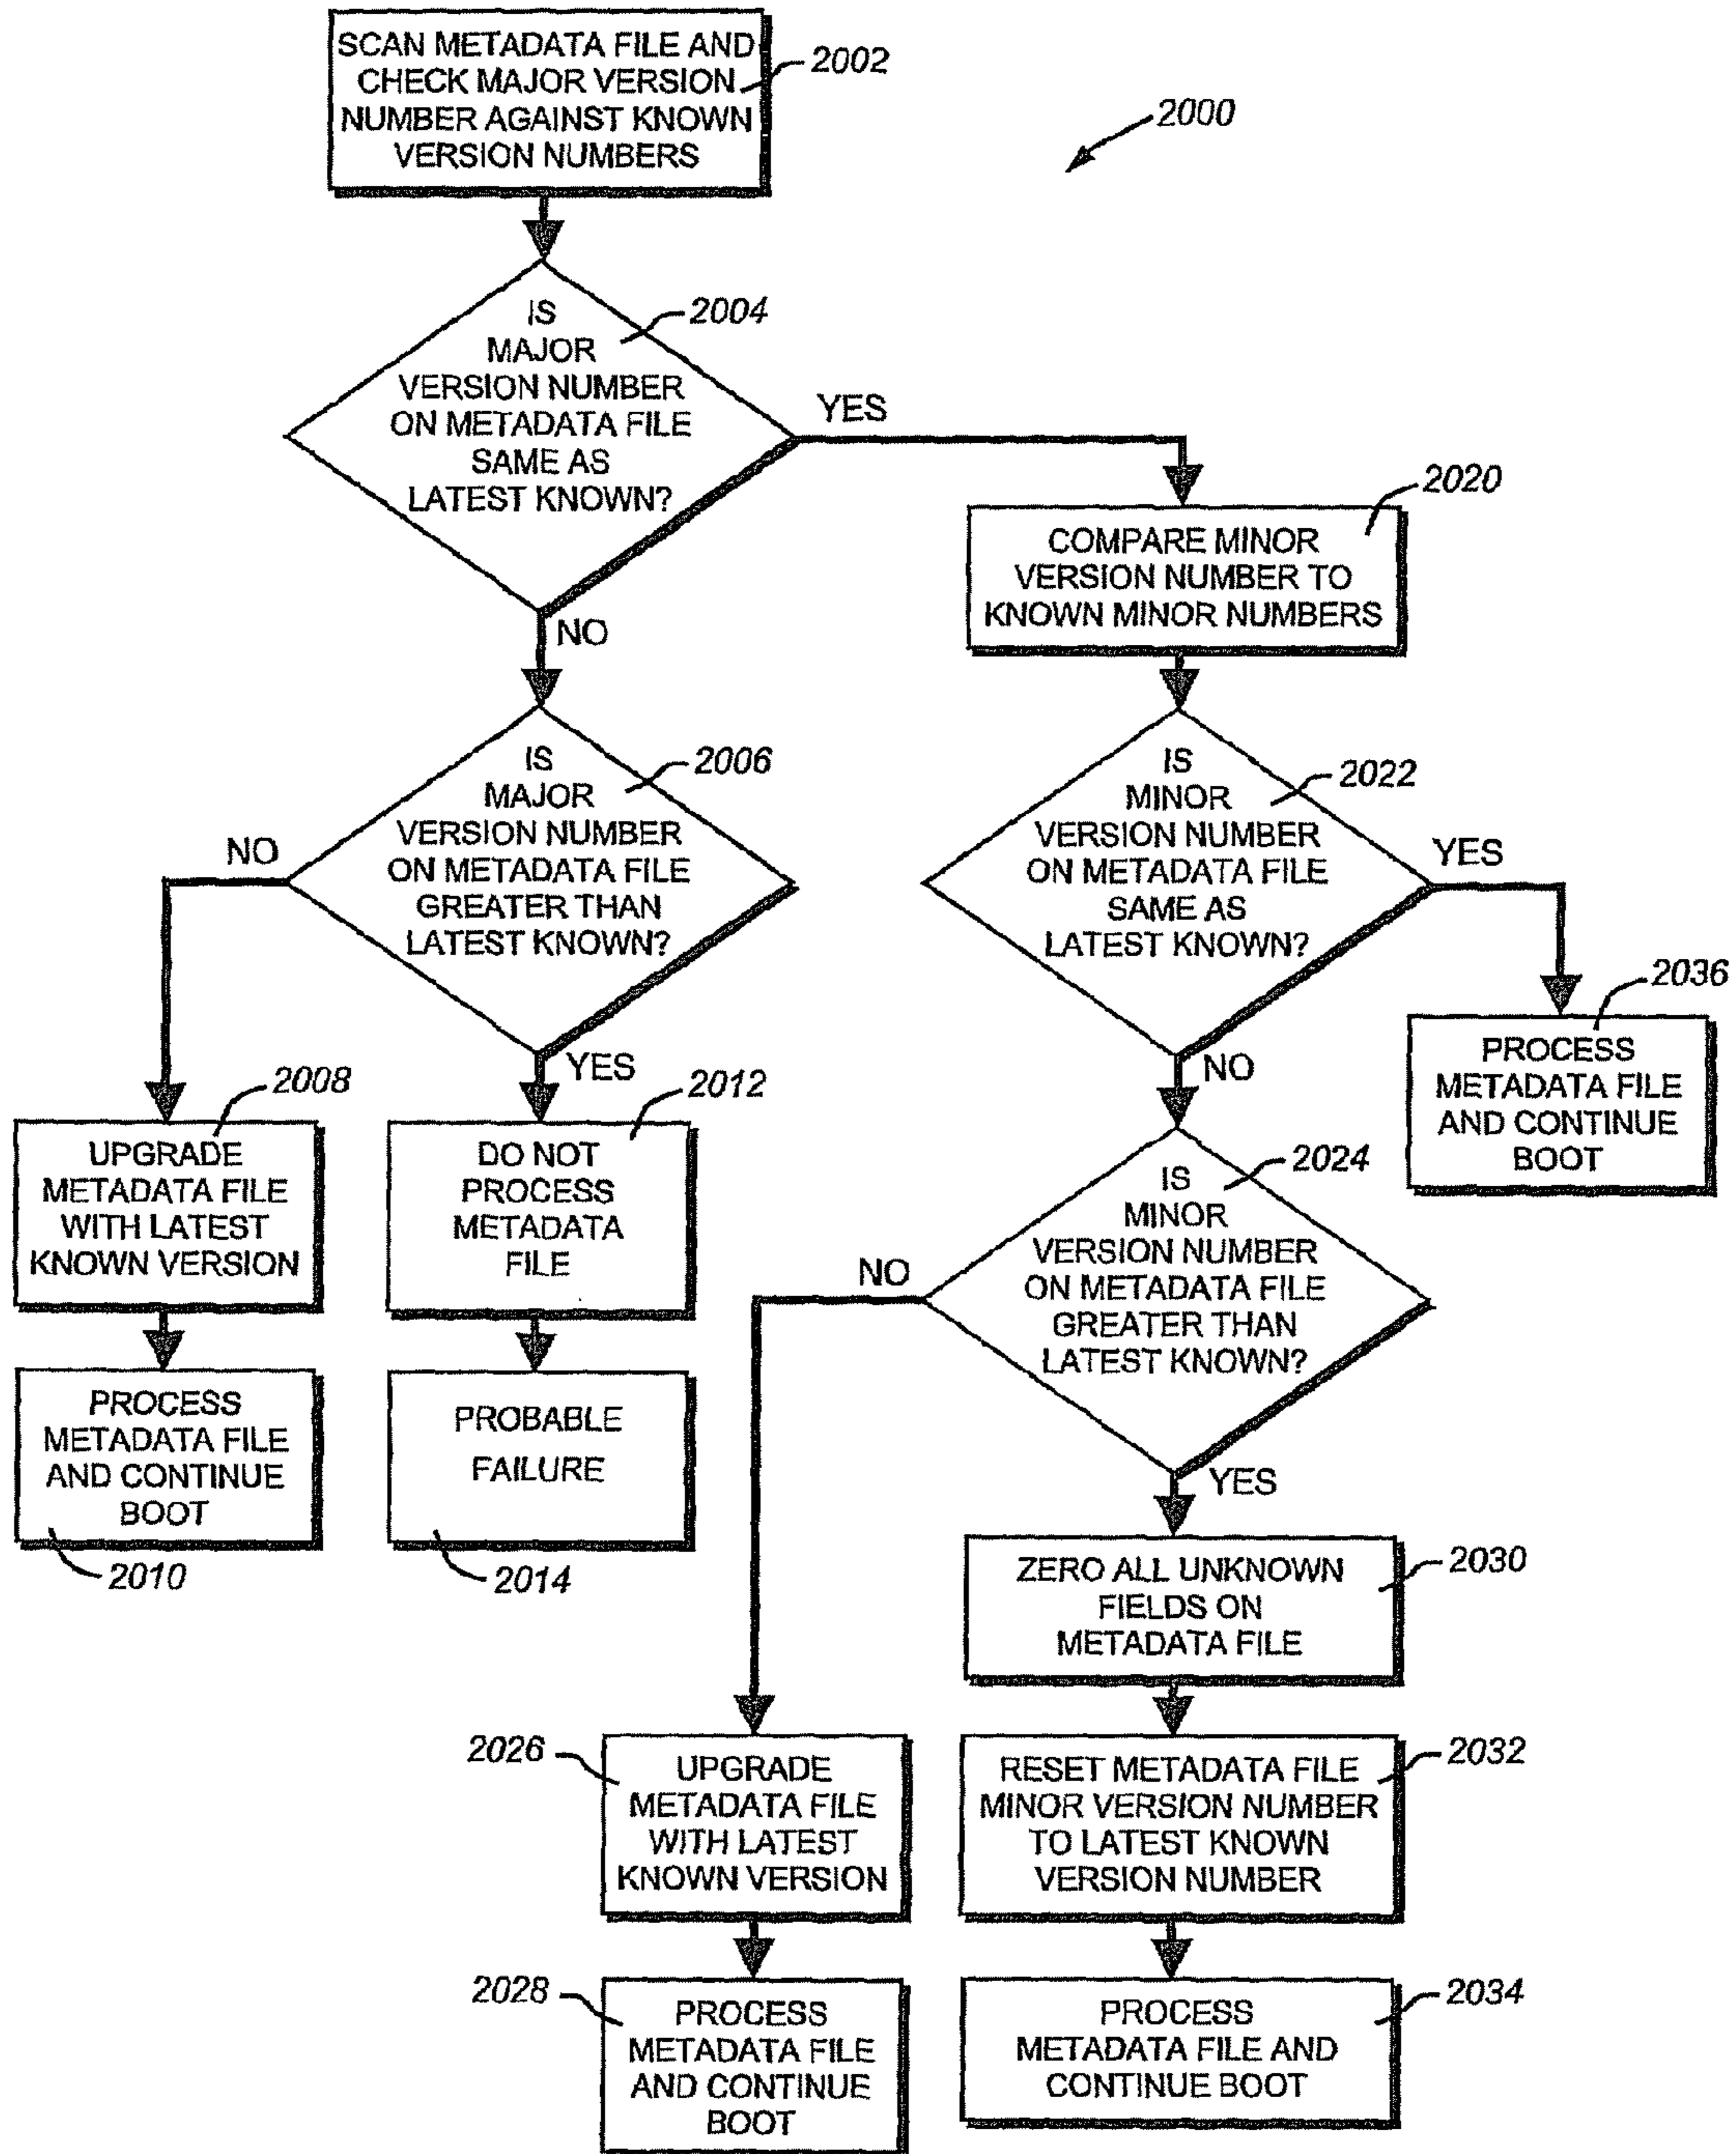 SCAN METADATA FILE AND
CHECK MAJOR VERSION
NUMBER AGAINST KNOWN
VERSION NUMBERS
2002
2000
IS
MAJOR
VERSION NUMBER
ON METADATA FILE
SAME AS
LATEST KNOWN?
2004
YES
NO
2020
COMPARE MINOR
VERSION NUMBER TO
KNOWN MINOR NUMBERS
IS
MAJOR
VERSION NUMBER
ON METADATA FILE
GREATER THAN
LATEST KNOWN?
2006
NO
YES
IS
MINOR
VERSION NUMBER
ON METADATA FILE
SAME AS
LATEST KNOWN?
2022
YES
NO
2036
PROCESS
METADATA FILE
AND CONTINUE
BOOT
2008
UPGRADE
METADATA FILE
WITH LATEST
KNOWN VERSION
2012
DO NOT
PROCESS
METADATA
FILE
IS
MINOR
VERSION NUMBER
ON METADATA FILE
GREATER THAN
LATEST KNOWN?
2024
NO
YES
PROCESS
METADATA FILE
AND CONTINUE
BOOT
2010
PROBABLE
FAILURE
2014
ZERO ALL UNKNOWN
FIELDS ON
METADATA FILE
2030
2026
UPGRADE
METADATA FILE
WITH LATEST
KNOWN VERSION
RESET METADATA FILE
MINOR VERSION NUMBER
TO LATEST KNOWN
VERSION NUMBER
2032
2028
PROCESS
METADATA FILE
AND CONTINUE
BOOT
PROCESS
METADATA FILE AND
CONTINUE BOOT
2034